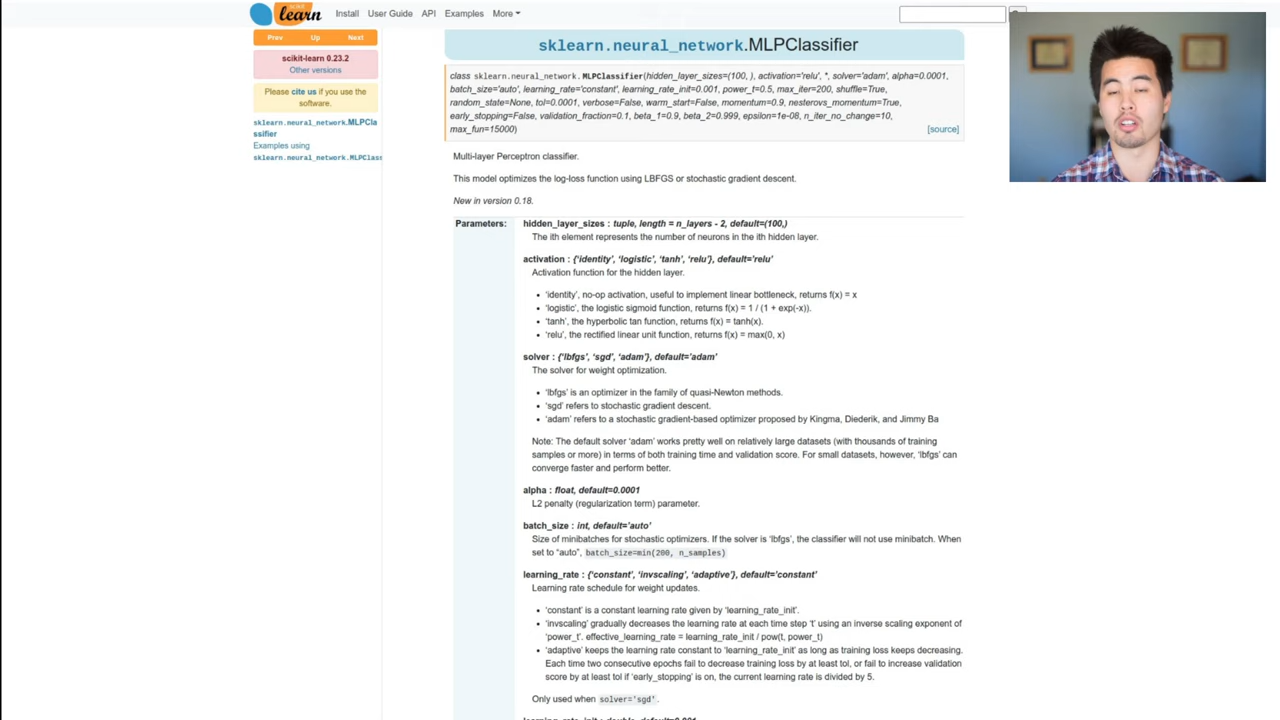 learn
Install User Guide API Examples More
Prev Up Next
scikit-learn 0.23.2
Other versions
Please cite us if you use the
software.
sklearn.neural_network.MLPCla
ssifier
Examples using
sklearn.neural_network.MLPClas
sklearn.neural_network.MLPClassifier
class sklearn.neural_network.MLPClassifier(hidden_layer_sizes=(100, ), activation='relu', *, solver='adam', alpha=0.0001,
batch_size='auto', learning_rate='constant', learning_rate_init=0.001, power_t=0.5, max_iter=200, shuffle=True,
random_state=None, tol=0.0001, verbose=False, warm_start=False, momentum=0.9, nesterovs_momentum=True,
early_stopping=False, validation_fraction=0.1, beta_1=0.9, beta_2=0.999, epsilon=1e-08, n_iter_no_change=10,
max_fun=15000) [source]
Multi-layer Perceptron classifier.
This model optimizes the log-loss function using LBFGS or stochastic gradient descent.
New in version 0.18.
Parameters: hidden_layer_sizes : tuple, length = n_layers - 2, default=(100,)
The ith element represents the number of neurons in the ith hidden layer.
activation : {'identity', 'logistic', 'tanh', 'relu'}, default='relu'
Activation function for the hidden layer.
• 'identity', no-op activation, useful to implement linear bottleneck, returns f(x) = x
• 'logistic', the logistic sigmoid function, returns f(x) = 1 / (1 + exp(-x)).
• 'tanh', the hyperbolic tan function, returns f(x) = tanh(x).
• 'relu', the rectified linear unit function, returns f(x) = max(0, x)
solver : {'lbfgs', 'sgd', 'adam'}, default='adam'
The solver for weight optimization.
• 'lbfgs' is an optimizer in the family of quasi-Newton methods.
• 'sgd' refers to stochastic gradient descent.
• 'adam' refers to a stochastic gradient-based optimizer proposed by Kingma, Diederik, and Jimmy Ba
Note: The default solver 'adam' works pretty well on relatively large datasets (with thousands of training
samples or more) in terms of both training time and validation score. For small datasets, however, 'lbfgs' can
converge faster and perform better.
alpha : float, default=0.0001
L2 penalty (regularization term) parameter.
batch_size : int, default='auto'
Size of minibatches for stochastic optimizers. If the solver is 'lbfgs', the classifier will not use minibatch. When
set to "auto", batch_size=min(200, n_samples)
learning_rate : {'constant', 'invscaling', 'adaptive'}, default='constant'
Learning rate schedule for weight updates.
• 'constant' is a constant learning rate given by 'learning_rate_init'.
• 'invscaling' gradually decreases the learning rate at each time step 't' using an inverse scaling exponent of
'power_t'. effective_learning_rate = learning_rate_init / pow(t, power_t)
• 'adaptive' keeps the learning rate constant to 'learning_rate_init' as long as training loss keeps decreasing.
Each time two consecutive epochs fail to decrease training loss by at least tol, or fail to increase validation
score by at least tol if 'early_stopping' is on, the current learning rate is divided by 5.
Only used when solver='sgd'.
learning_rate_init : double, default=0.001